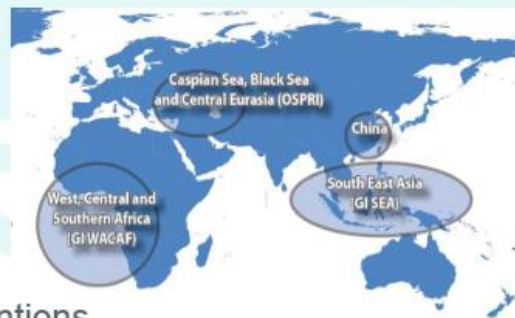 Caspian Sea, Black Sea
and Central Eurasia (OSPRI)
China
West, Central and
Southern Africa
(GI WACAF)
South East Asia
(GI SEA)